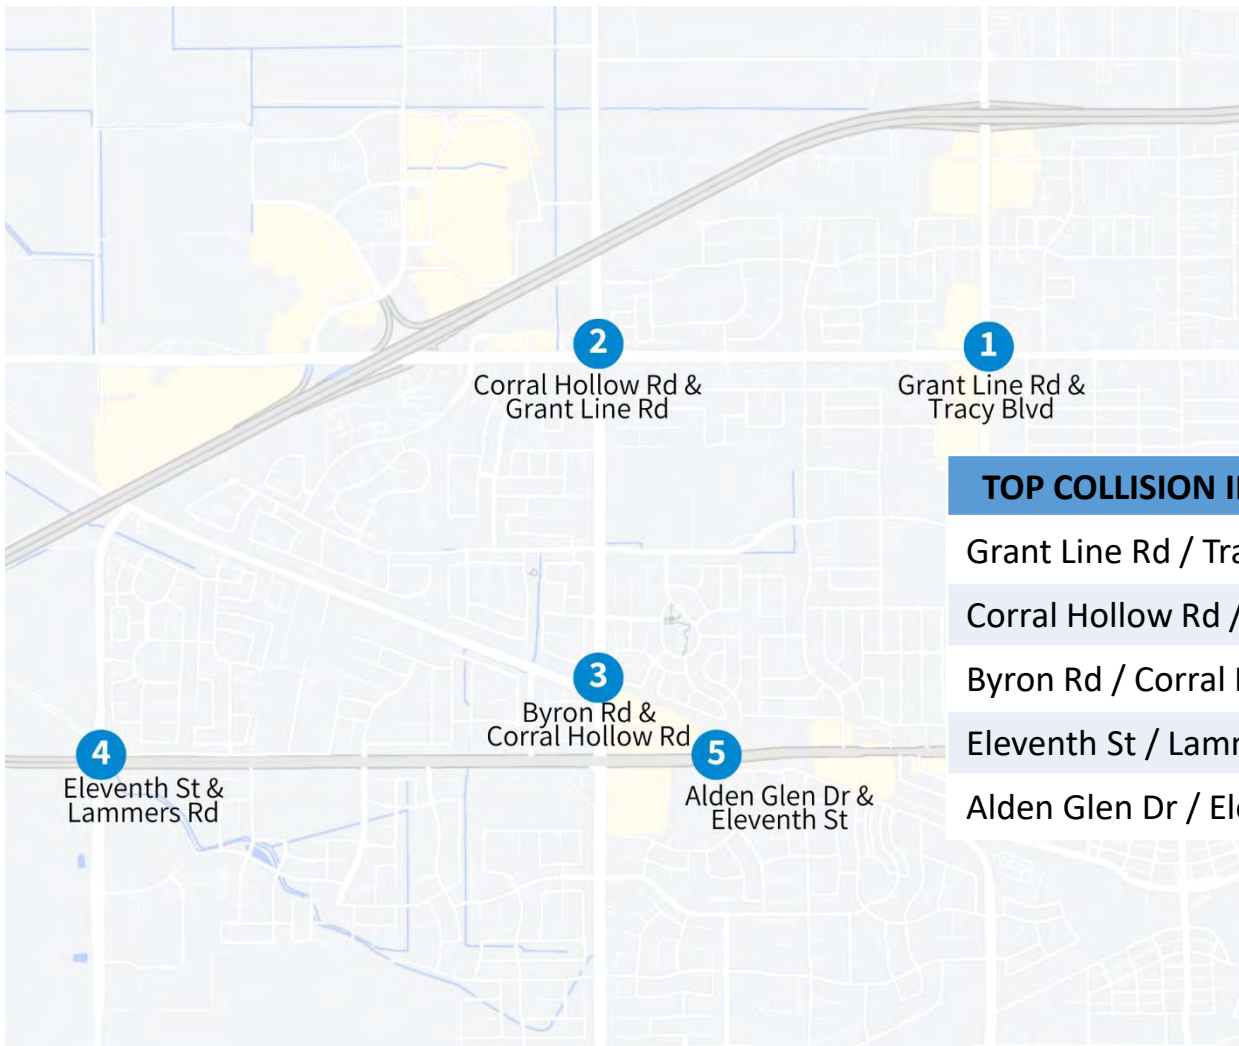 2
Corral Hollow Rd &
Grant Line Rd
1
Grant Line Rd &
Tracy Blvd
3
Byron Rd &
Corral Hollow Rd
4
Eleventh St &
Lammers Rd
5
Alden Glen Dr &
Eleventh St
TOP COLLISION
Grant Line Rd /
Corral Hollow Rd /
Byron Rd / Corral
Eleventh St /
Alden Glen Dr /